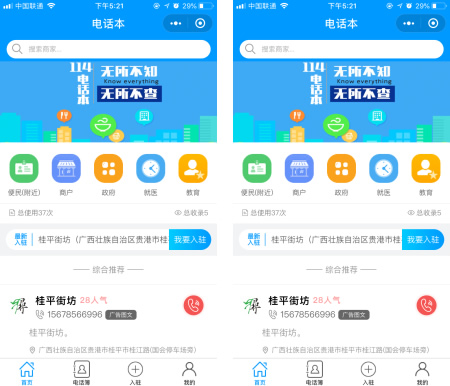 中国联通 下午5:21 79%
电话本
搜索商家...
114
电话本
无所不知
Know everything
无所不查
便民(附近) 商户 政府 就医 教育
总使用37次 总收录5
最新入驻 桂平街坊（广西壮族自治区贵港市桂 我要入驻
综合推荐
桂平街坊 28人气
15678566996 广告图文
桂平街坊。
广西壮族自治区贵港市桂平市桂江路(国会停车场旁)
首页 电话簿 入驻 我的
中国联通 下午5:21 79%
电话本
搜索商家...
114
电话本
无所不知
Know everything
无所不查
便民(附近) 商户 政府 就医 教育
总使用37次 总收录5
最新入驻 桂平街坊（广西壮族自治区贵港市桂 我要入驻
综合推荐
桂平街坊 28人气
15678566996 广告图文
桂平街坊。
广西壮族自治区贵港市桂平市桂江路(国会停车场旁)
首页 电话簿 入驻 我的